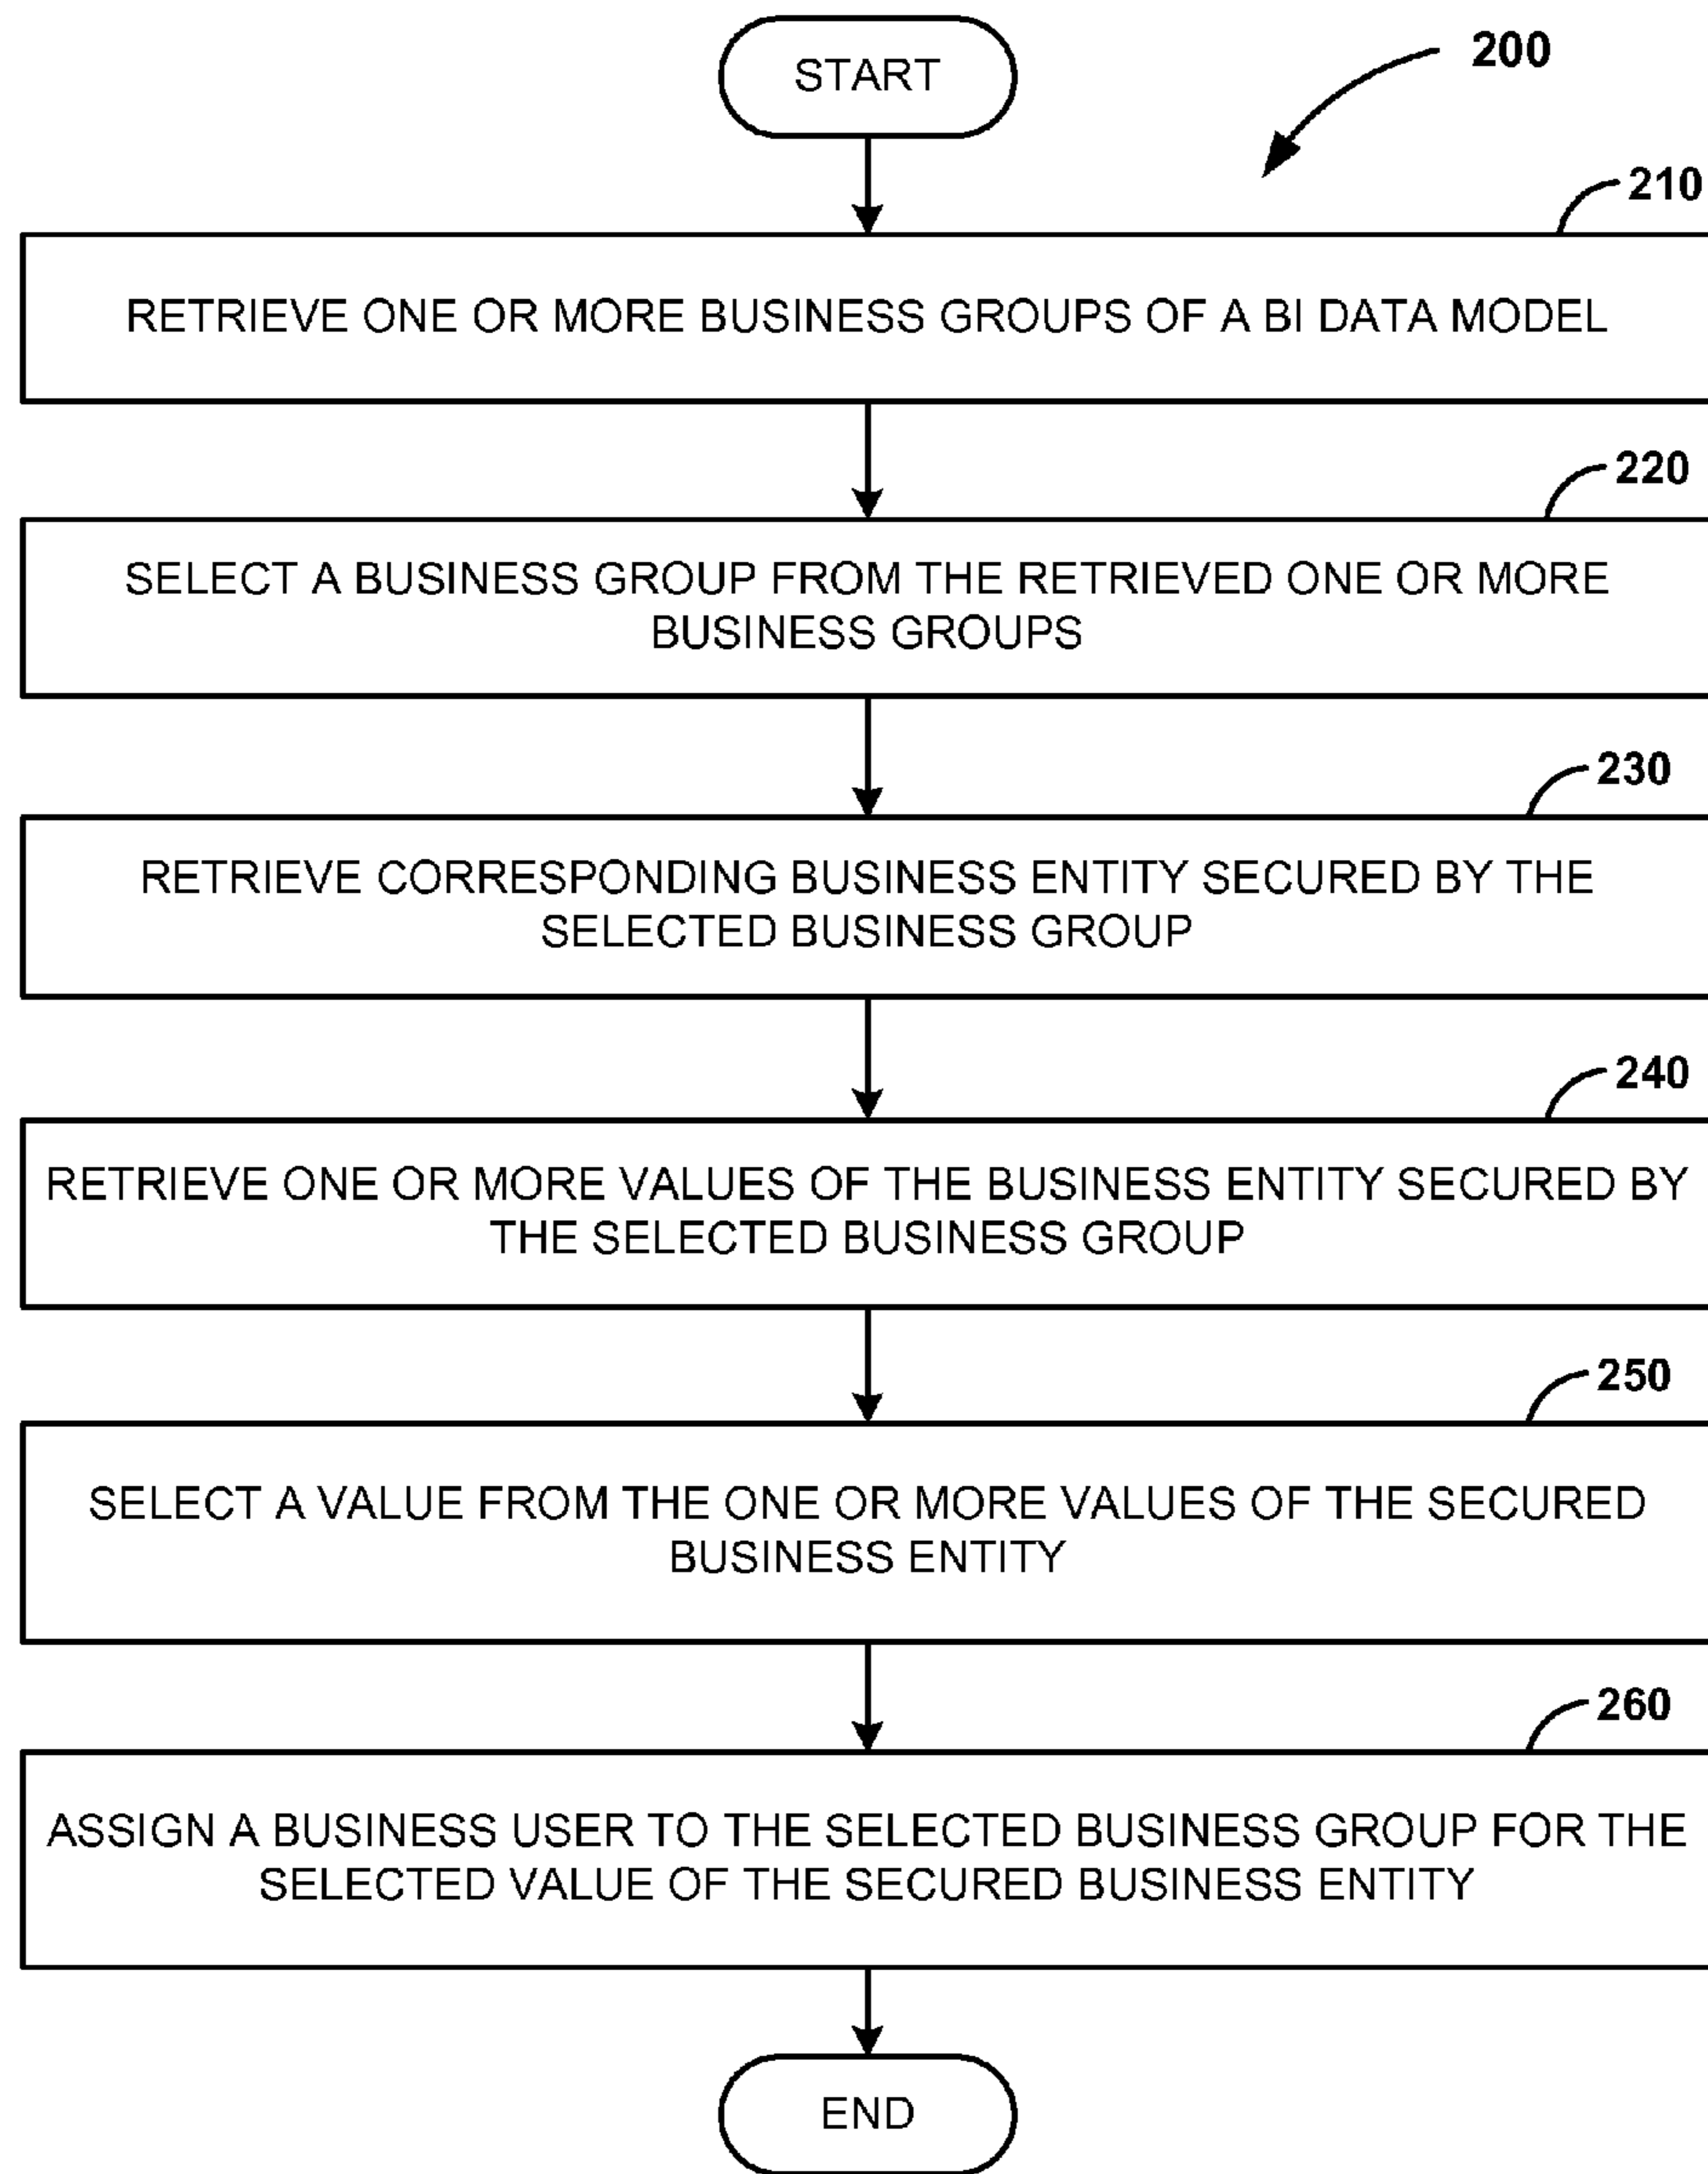 START
200
210
RETRIEVE ONE OR MORE BUSINESS GROUPS OF A BI DATA MODEL
220
SELECT A BUSINESS GROUP FROM THE RETRIEVED ONE OR MORE
BUSINESS GROUPS
230
RETRIEVE CORRESPONDING BUSINESS ENTITY SECURED BY THE
SELECTED BUSINESS GROUP
240
RETRIEVE ONE OR MORE VALUES OF THE BUSINESS ENTITY SECURED BY
THE SELECTED BUSINESS GROUP
250
SELECT A VALUE FROM THE ONE OR MORE VALUES OF THE SECURED
BUSINESS ENTITY
260
ASSIGN A BUSINESS USER TO THE SELECTED BUSINESS GROUP FOR THE
SELECTED VALUE OF THE SECURED BUSINESS ENTITY
END